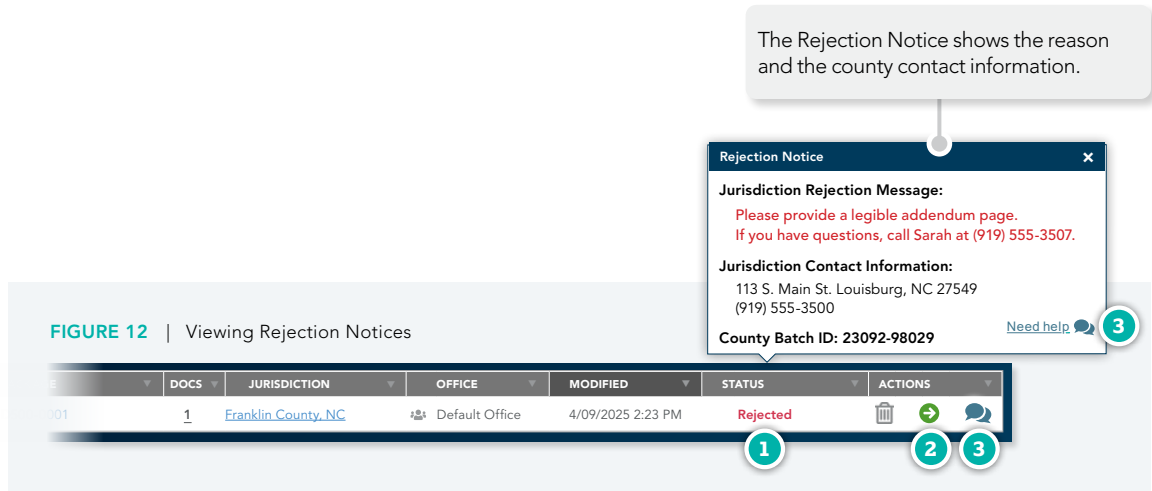 The Rejection Notice shows the reason
and the county contact information.
Rejection Notice ×
Jurisdiction Rejection Message:
Please provide a legible addendum page.
If you have questions, call Sarah at (919) 555-3507.
Jurisdiction Contact Information:
113 S. Main St. Louisburg, NC 27549
(919) 555-3500
Need help 3
County Batch ID: 23092-98029
FIGURE 12 | Viewing Rejection Notices
E DOCS JURISDICTION OFFICE MODIFIED STATUS ACTIONS
001 1 Franklin County, NC Default Office 4/09/2025 2:23 PM Rejected
1 2 3